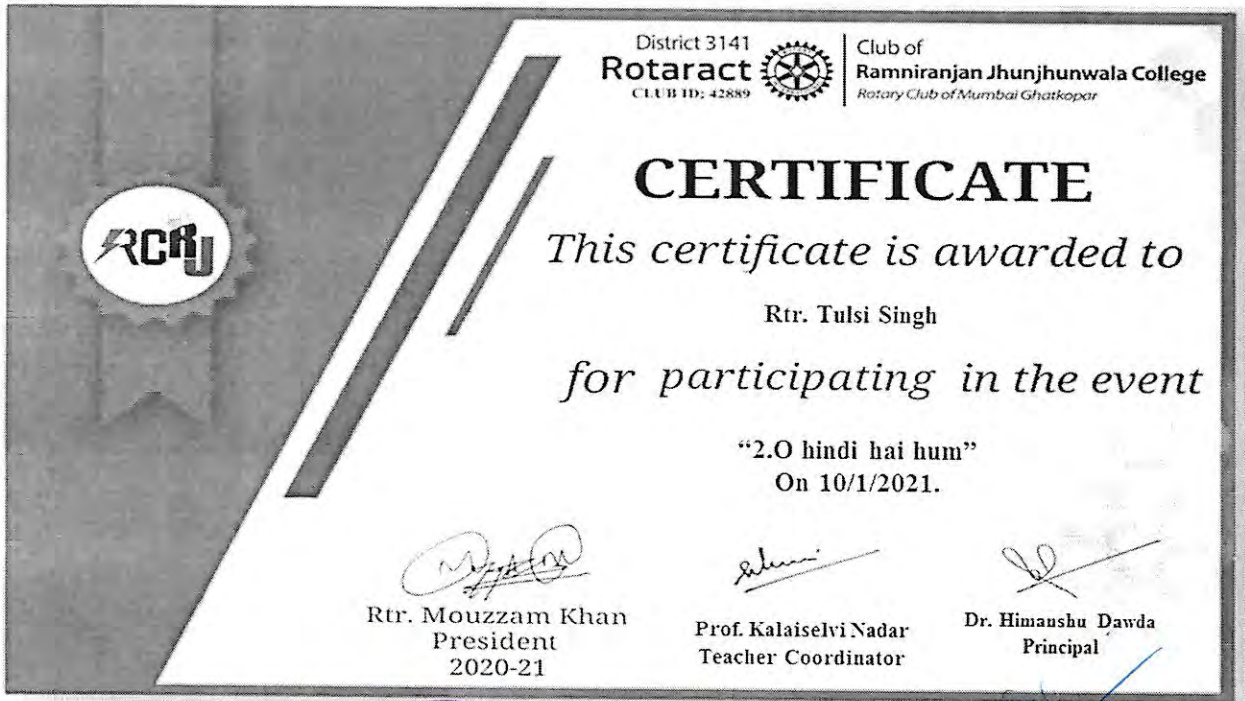 District 3141
Rotaract
CLUB ID: 42889
Club of
Ramniranjan Jhunjhunwala College
Rotary Club of Mumbai Ghatkopar
RCRJ
CERTIFICATE
This certificate is awarded to
Rtr. Tulsi Singh
for participating in the event
“2.O hindi hai hum”
On 10/1/2021.
Rtr. Mouzzam Khan
President
2020-21
Prof. Kalaiselvi Nadar
Teacher Coordinator
Dr. Himanshu Dawda
Principal